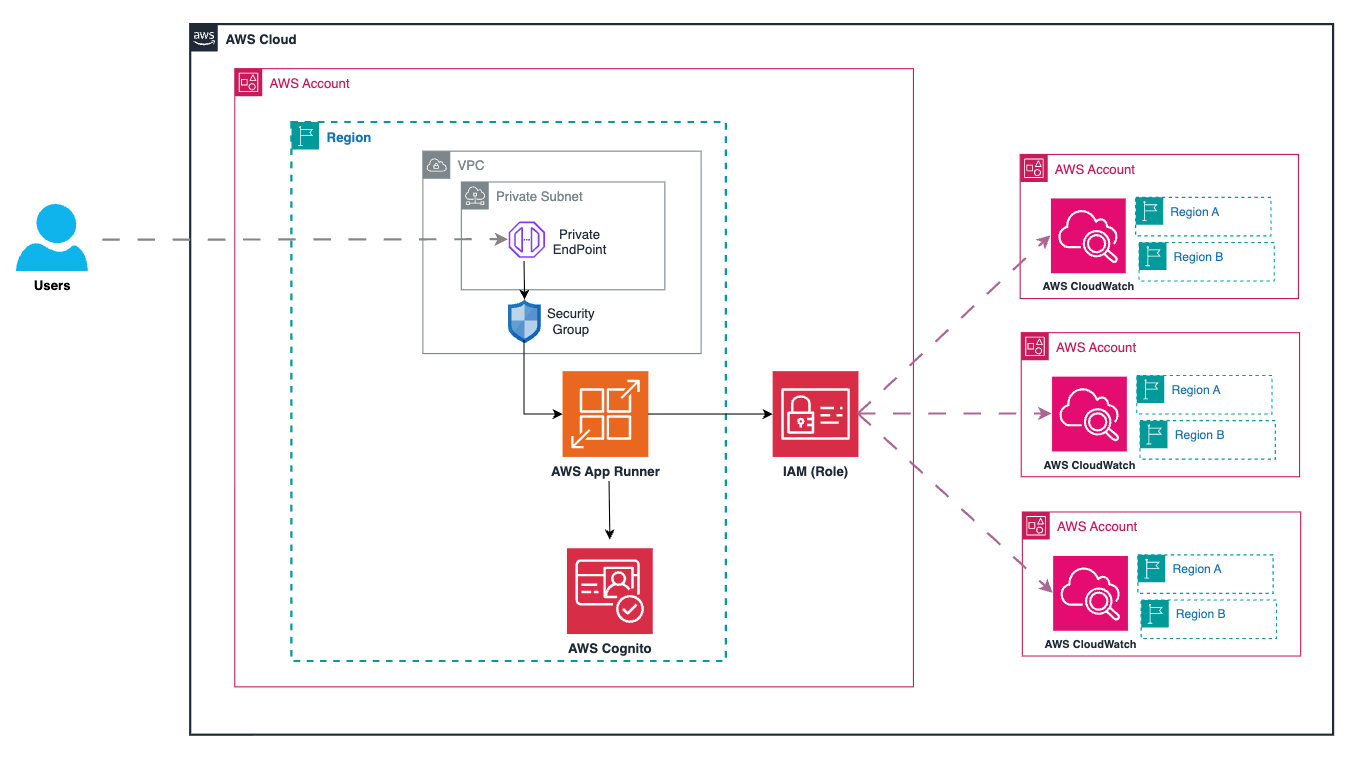 aws
AWS Cloud
AWS Account
Region
VPC
Private Subnet
Private
EndPoint
Security
Group
Users
AWS App Runner
IAM (Role)
AWS Cognito
AWS Account
Region A
Region B
AWS CloudWatch
AWS Account
Region A
Region B
AWS CloudWatch
AWS Account
Region A
Region B
AWS CloudWatch